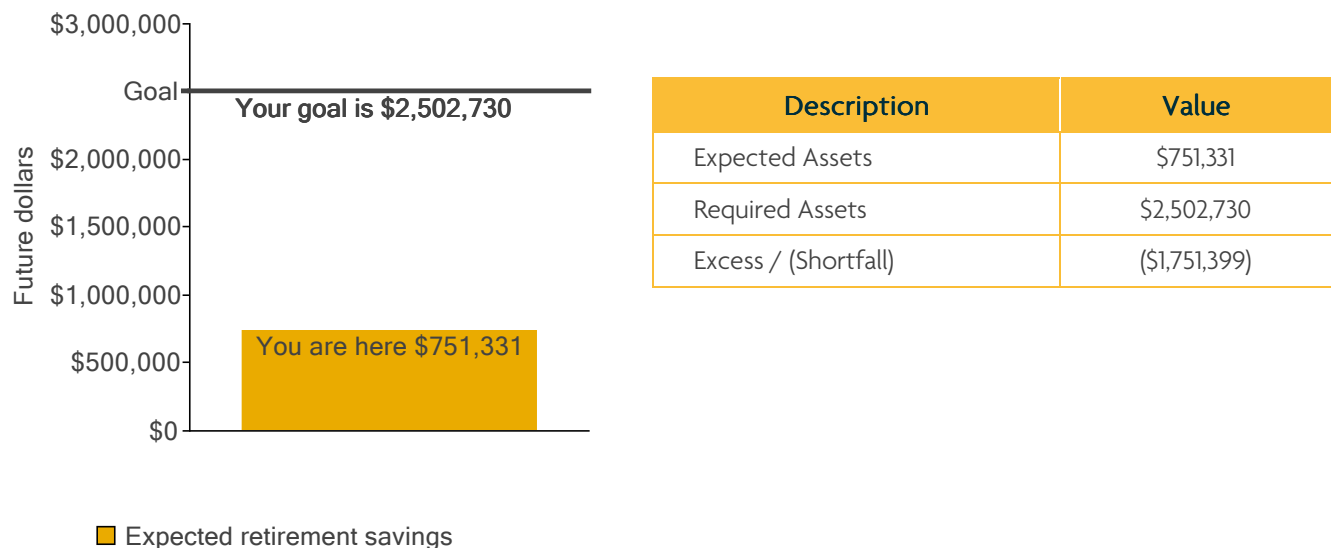 $3,000,000
Goal
Your goal is $2,502,730
$2,000,000
$1,500,000
$1,000,000
$500,000
$0
Future dollars
You are here $751,331
Expected retirement savings
Description Value
Expected Assets $751,331
Required Assets $2,502,730
Excess / (Shortfall) ($1,751,399)